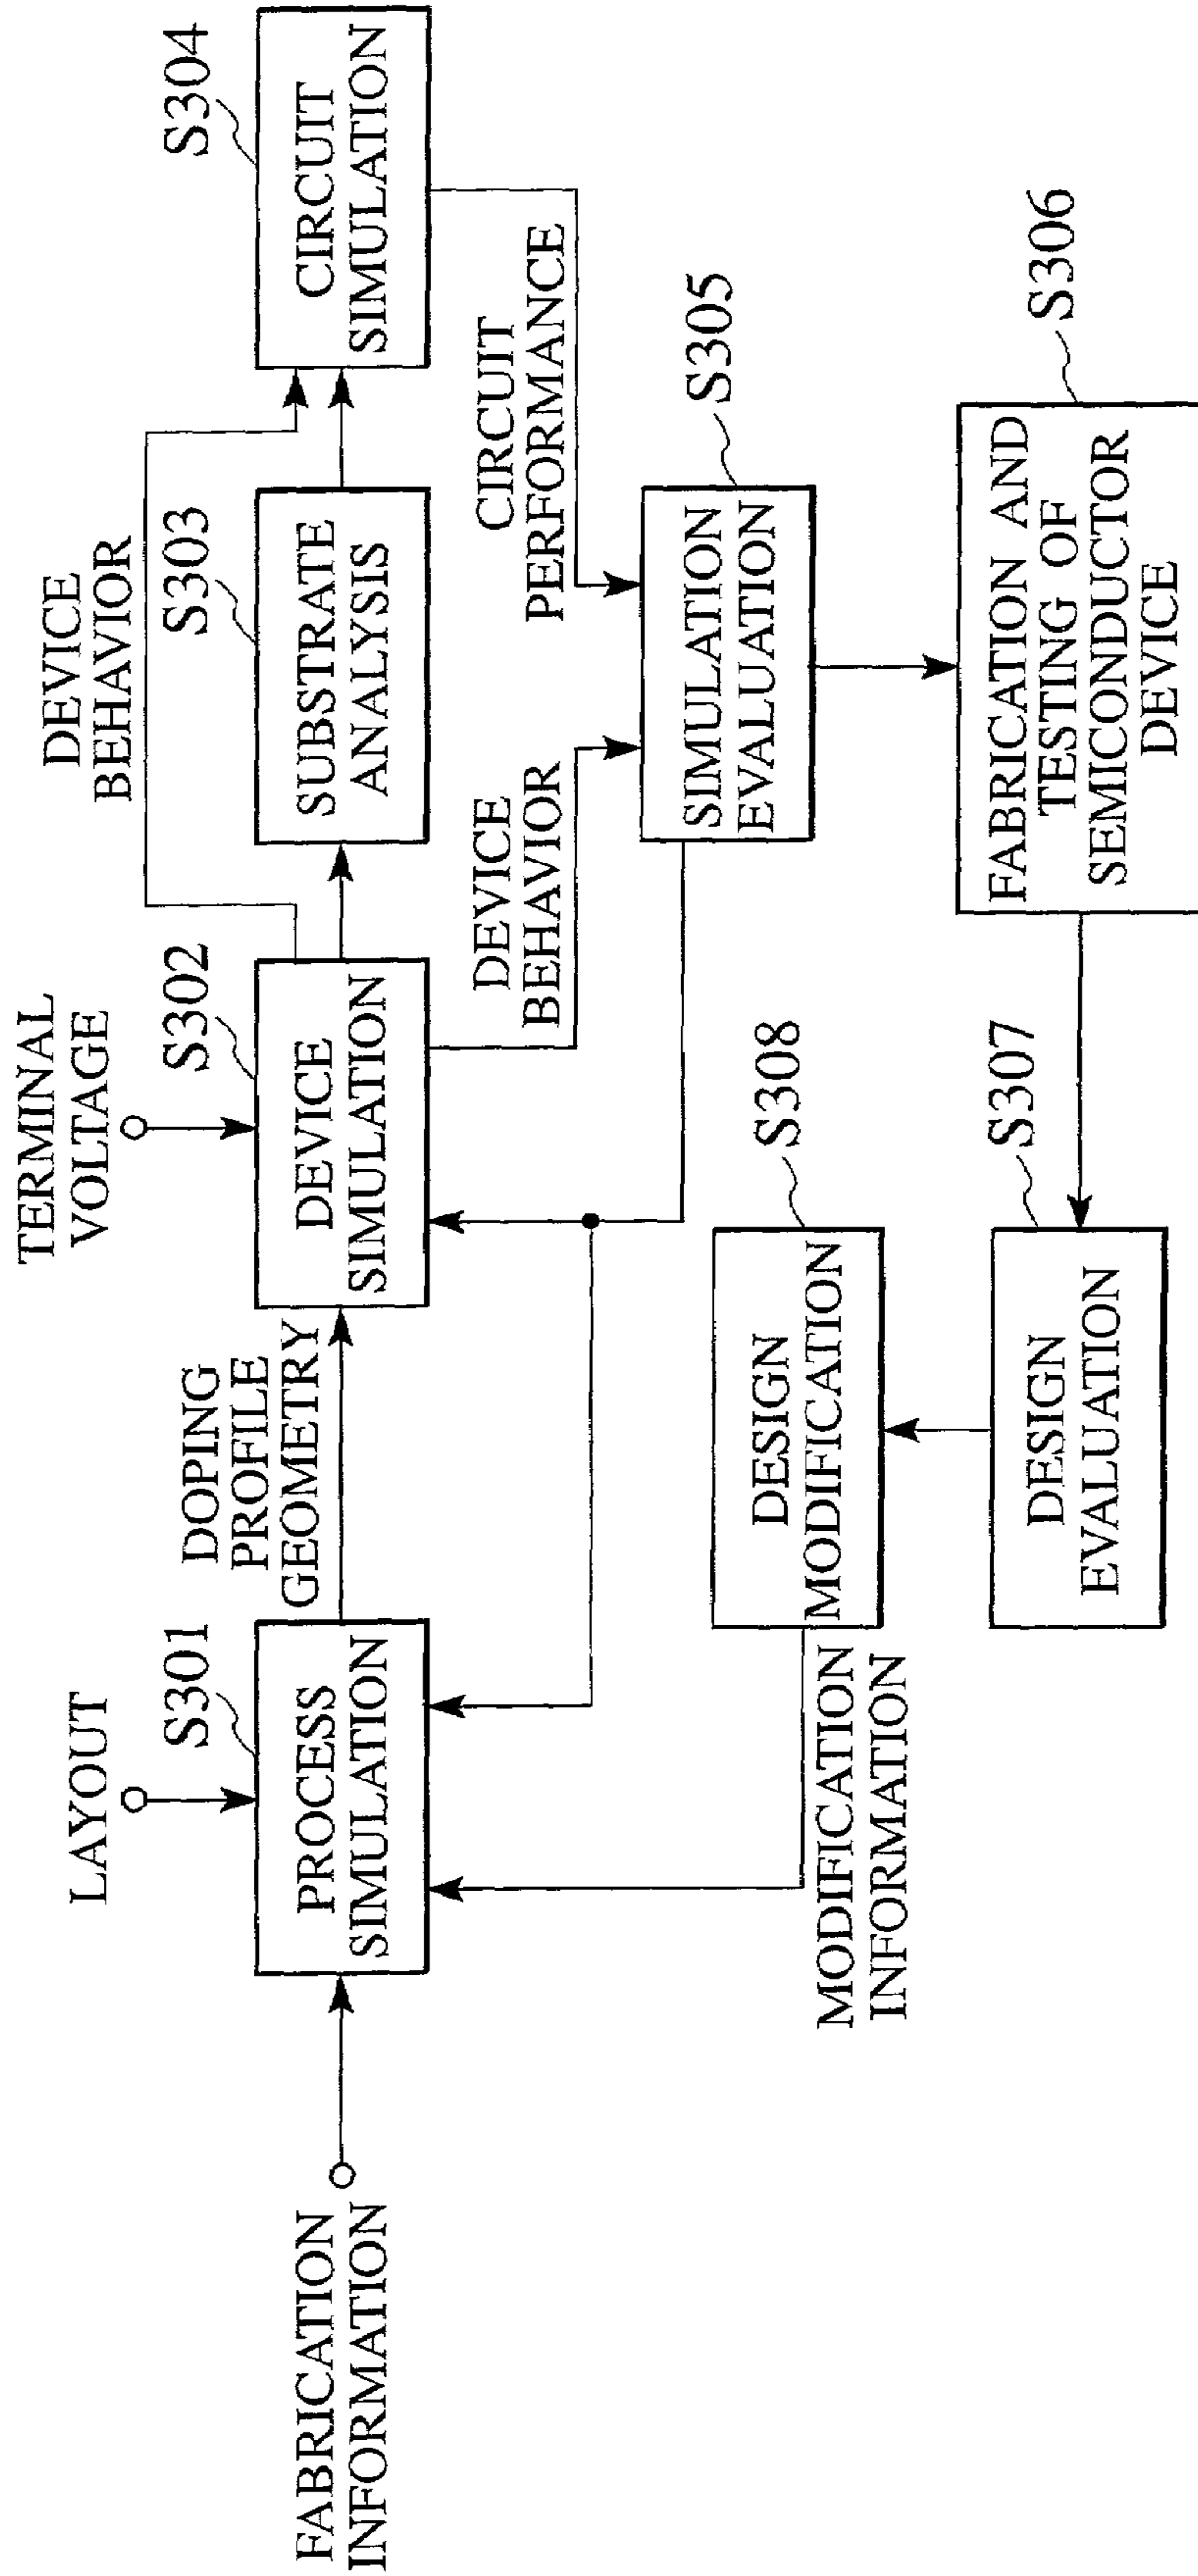 FABRICATION
INFORMATION
LAYOUT
S301
PROCESS
SIMULATION
DOPING
PROFILE
GEOMETRY
TERMINAL
VOLTAGE
S302
DEVICE
SIMULATION
DEVICE
BEHAVIOR
S303
SUBSTRATE
ANALYSIS
S304
CIRCUIT
SIMULATION
DEVICE
BEHAVIOR
CIRCUIT
PERFORMANCE
S305
SIMULATION
EVALUATION
S306
FABRICATION AND
TESTING OF
SEMICONDUCTOR
DEVICE
S307
DESIGN
EVALUATION
S308
DESIGN
MODIFICATION
MODIFICATION
INFORMATION